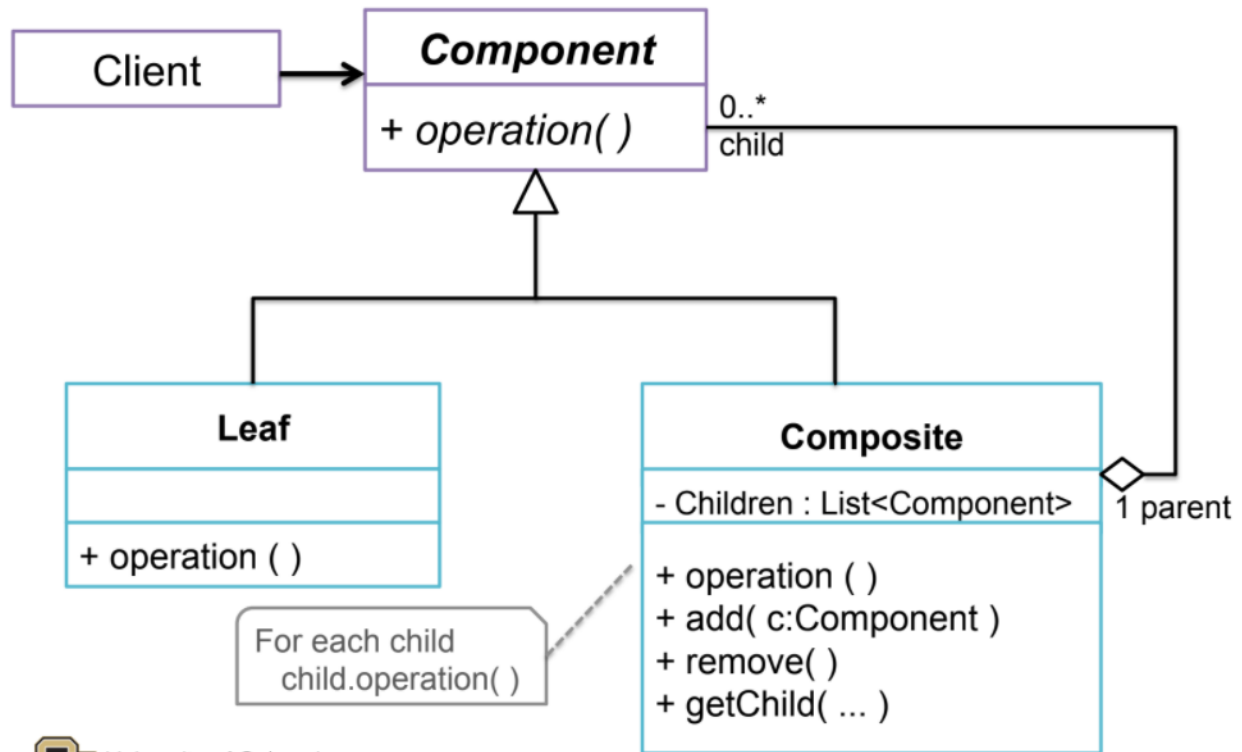 Client
Component
+ operation( )
0..*
child
Leaf
+ operation ( )
Composite
- Children : List<Component>
1 parent
+ operation ( )
+ add( c:Component )
+ remove( )
+ getChild( ... )
For each child
child.operation( )